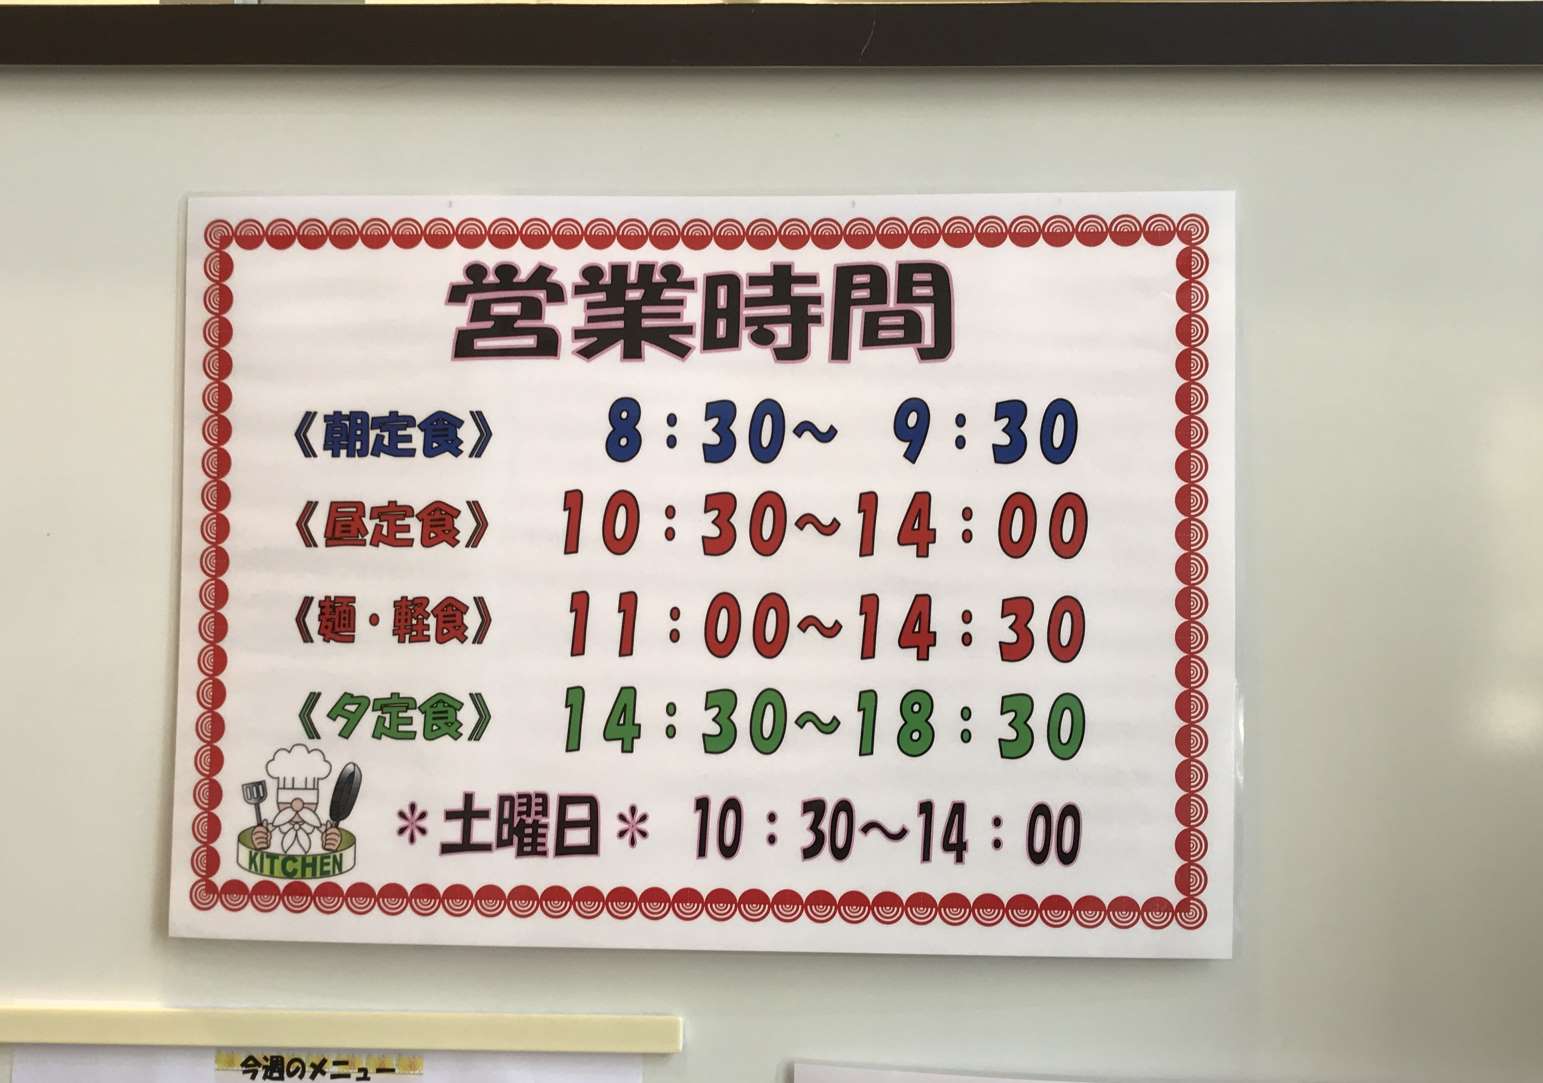 営業時間
《朝定食》 8：30～ 9：30
《昼定食》 10：30～14：00
《麺・軽食》 11：00～14：30
《夕定食》 14：30～18：30
＊土曜日＊ 10：30～14：00
KITCHEN
今週のメニュー